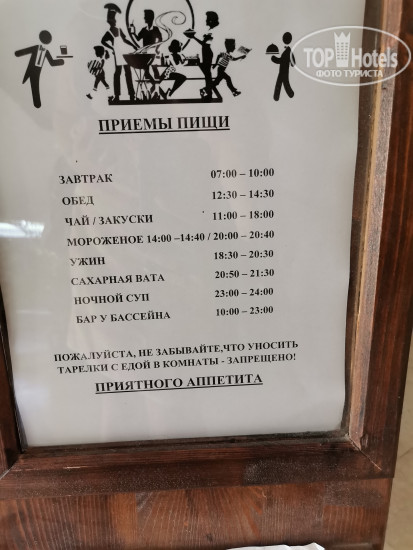 TOPHotels
ФОТО ТУРИСТА
ПРИЕМЫ ПИЩИ
ЗАВТРАК 07:00 – 10:00
ОБЕД 12:30 – 14:30
ЧАЙ / ЗАКУСКИ 11:00 – 18:00
МОРОЖЕНОЕ 14:00 –14:40 / 20:00 – 20:40
УЖИН 18:30 – 20:30
САХАРНАЯ ВАТА 20:50 – 21:30
НОЧНОЙ СУП 23:00 – 24:00
БАР У БАССЕЙНА 10:00 – 23:00
ПОЖАЛУЙСТА, НЕ ЗАБЫВАЙТЕ,ЧТО УНОСИТЬ
ТАРЕЛКИ С ЕДОЙ В КОМНАТЫ - ЗАПРЕЩЕНО!
ПРИЯТНОГО АППЕТИТА